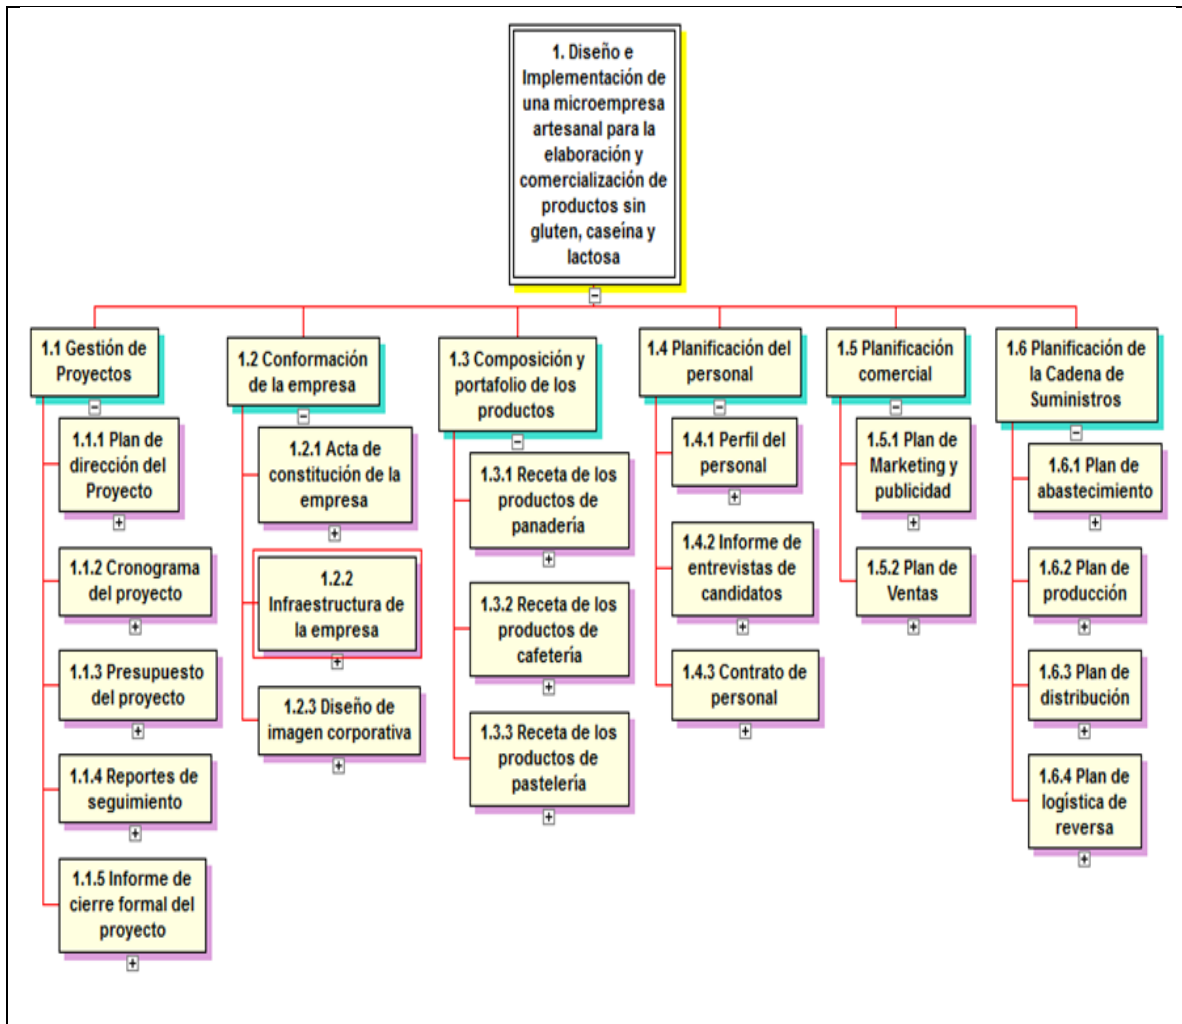 1. Diseño e
Implementación de
una microempresa
artesanal para la
elaboración y
comercialización de
productos sin
gluten, caseína y
lactosa
1.1 Gestión de
Proyectos
1.1.1 Plan de
dirección del
Proyecto
1.1.2 Cronograma
del proyecto
1.1.3 Presupuesto
del proyecto
1.1.4 Reportes de
seguimiento
1.1.5 Informe de
cierre formal del
proyecto
1.2 Conformación
de la empresa
1.2.1 Acta de
constitución de la
empresa
1.2.2
Infraestructura de
la empresa
1.2.3 Diseño de
imagen corporativa
1.3 Composición y
portafolio de los
productos
1.3.1 Receta de los
productos de
panadería
1.3.2 Receta de los
productos de
cafetería
1.3.3 Receta de los
productos de
pastelería
1.4 Planificación del
personal
1.4.1 Perfil del
personal
1.4.2 Informe de
entrevistas de
candidatos
1.4.3 Contrato de
personal
1.5 Planificación
comercial
1.5.1 Plan de
Marketing y
publicidad
1.5.2 Plan de
Ventas
1.6 Planificación de
la Cadena de
Suministros
1.6.1 Plan de
abastecimiento
1.6.2 Plan de
producción
1.6.3 Plan de
distribución
1.6.4 Plan de
logística de
reversa